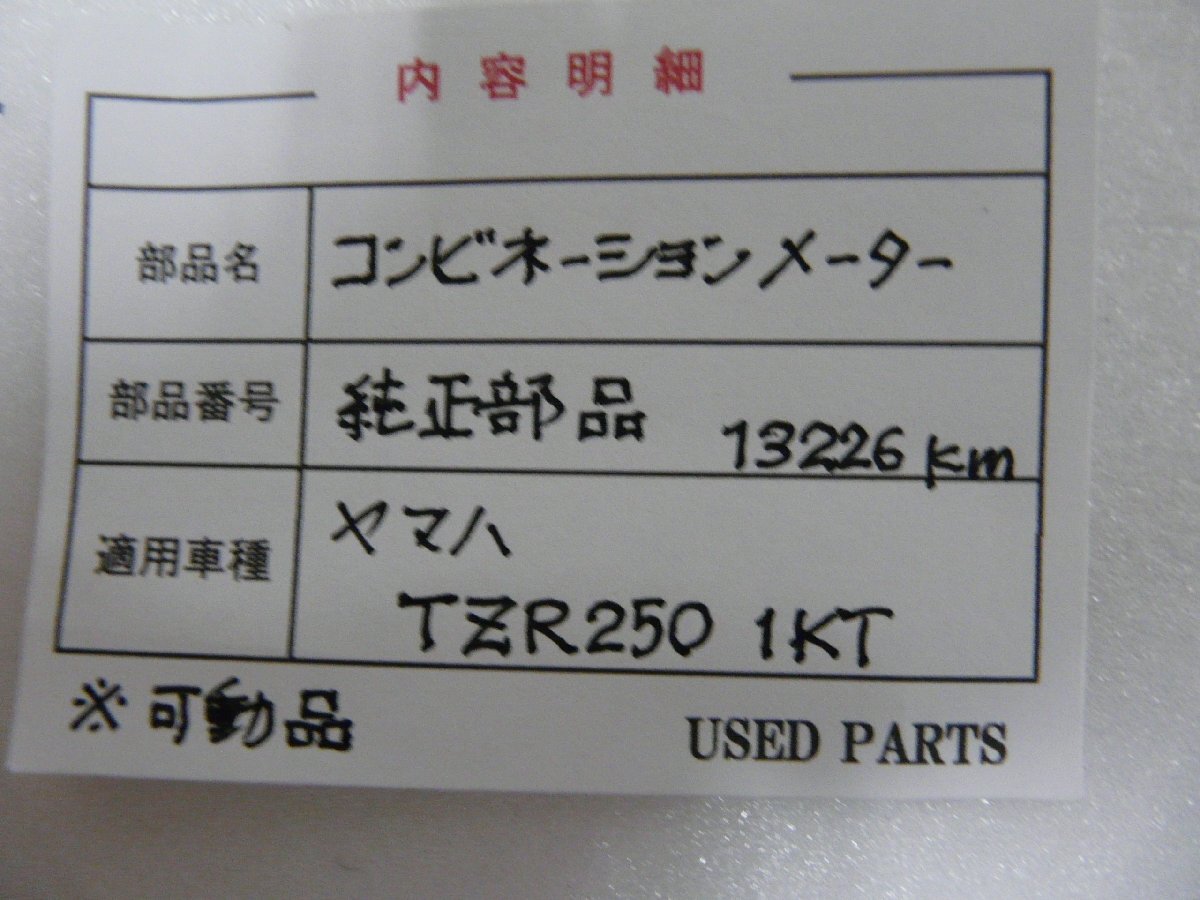 内容明細
部品名 コンビネーションメーター
部品番号 純正部品 13226km
適用車種 ヤマハ
TZR250 1KT
※可動品 USED PARTS